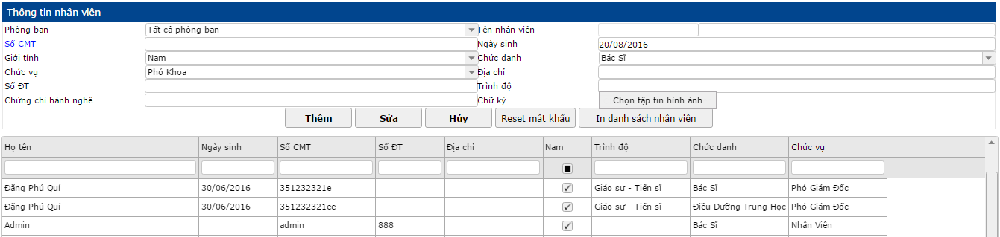 Thông tin nhân viên
Phòng ban Tất cả phòng ban Tên nhân viên
Số CMT Ngày sinh 20/08/2016
Giới tính Nam Chức danh Bác Sĩ
Chức vụ Phó Khoa Địa chỉ
Số ĐT Trình độ
Chứng chỉ hành nghề Chữ ký Chọn tập tin hình ảnh
Thêm Sửa Hủy Reset mật khẩu In danh sách nhân viên
Họ tên Ngày sinh Số CMT Số ĐT Địa chỉ Nam Trình độ Chức danh Chức vụ
Đặng Phú Quí 30/06/2016 351232321e Giáo sư - Tiến sĩ Bác Sĩ Phó Giám Đốc
Đặng Phú Quí 30/06/2016 351232321ee Giáo sư - Tiến sĩ Điều Dưỡng Trung Học Phó Giám Đốc
Admin admin 888 Bác Sĩ Nhân Viên